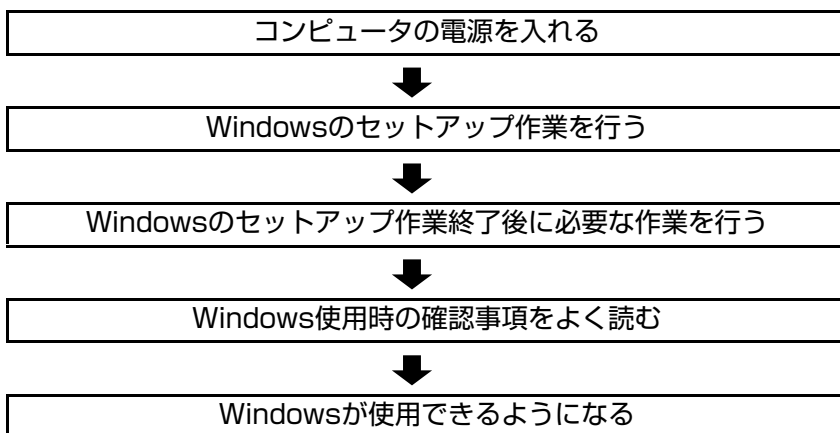 コンピュータの電源を入れる
Windowsのセットアップ作業を行う
Windowsのセットアップ作業終了後に必要な作業を行う
Windows使用時の確認事項をよく読む
Windowsが使用できるようになる